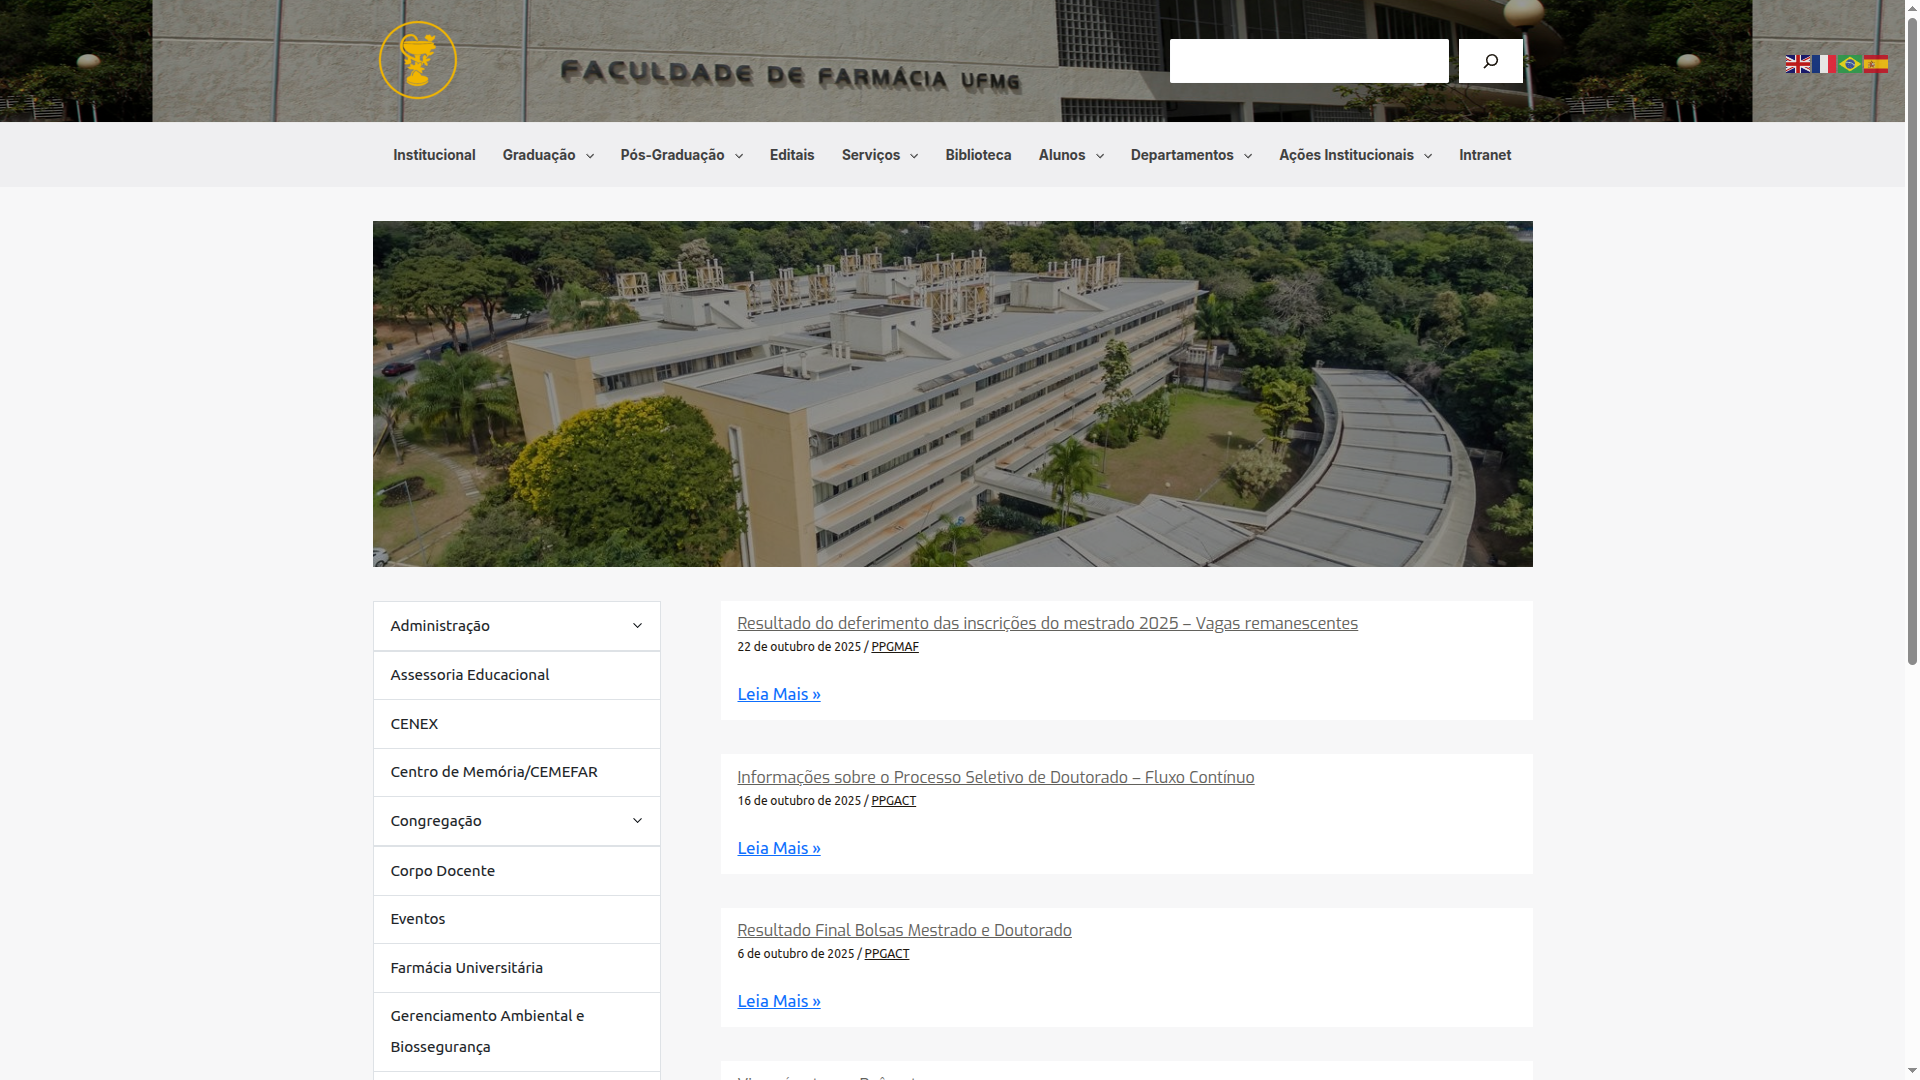 FACULDADE DE FARMÁCIA UFMG
Institucional Graduação Pós-Graduação Editais Serviços Biblioteca Alunos Departamentos Ações Institucionais Intranet
Administração
Assessoria Educacional
CENEX
Centro de Memória/CEMEFAR
Congregação
Corpo Docente
Eventos
Farmácia Universitária
Gerenciamento Ambiental e
Biossegurança
Resultado do deferimento das inscrições do mestrado 2025 – Vagas remanescentes
22 de outubro de 2025 / PPGMAF
Leia Mais »
Informações sobre o Processo Seletivo de Doutorado – Fluxo Contínuo
16 de outubro de 2025 / PPGACT
Leia Mais »
Resultado Final Bolsas Mestrado e Doutorado
6 de outubro de 2025 / PPGACT
Leia Mais »